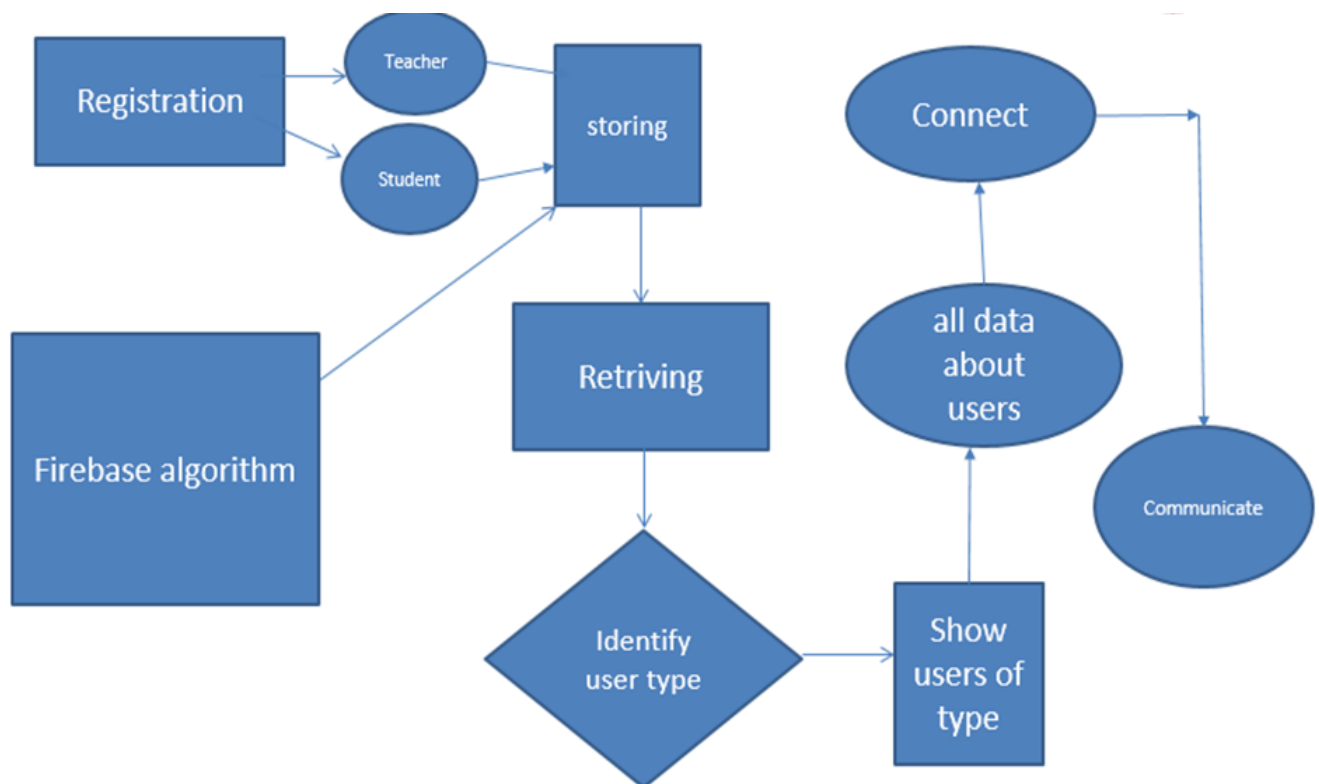 Registration
Teacher
Student
storing
Firebase algorithm
Retriving
Identify
user type
Show
users of
type
all data
about
users
Connect
Communicate